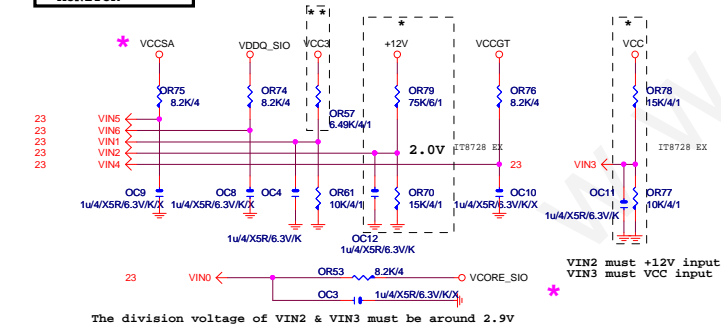 * *
*
*
* VCCSA VDDQ_SIO VCC3 +12V VCCGT VCC
OR75 8.2K/4
OR74 8.2K/4
OR57 6.49K/4/1
OR79 75K/6/1
OR76 8.2K/4
OR78 15K/4/1
23 VIN5
23 VIN6
23 VIN1
23 VIN2
23 VIN4
2.0V
IT8728 EX
23
VIN3
IT8728 EX
OC9 1u/4/X5R/6.3V/K/X
OC8 1u/4/X5R/6.3V/K/X
OC4 1u/4/X5R/6.3V/K
OR61 10K/4/1
OC12 1u/4/X5R/6.3V/K
OR70 15K/4/1
OC10 1u/4/X5R/6.3V/K/X
OC11 1u/4/X5R/6.3V/K
OR77 10K/4/1
VIN2 must +12V input
VIN3 must VCC input
*
23 VIN0 OR53 8.2K/4 VCORE_SIO
OC3 1u/4/X5R/6.3V/K/X
The division voltage of VIN2 & VIN3 must be around 2.9V